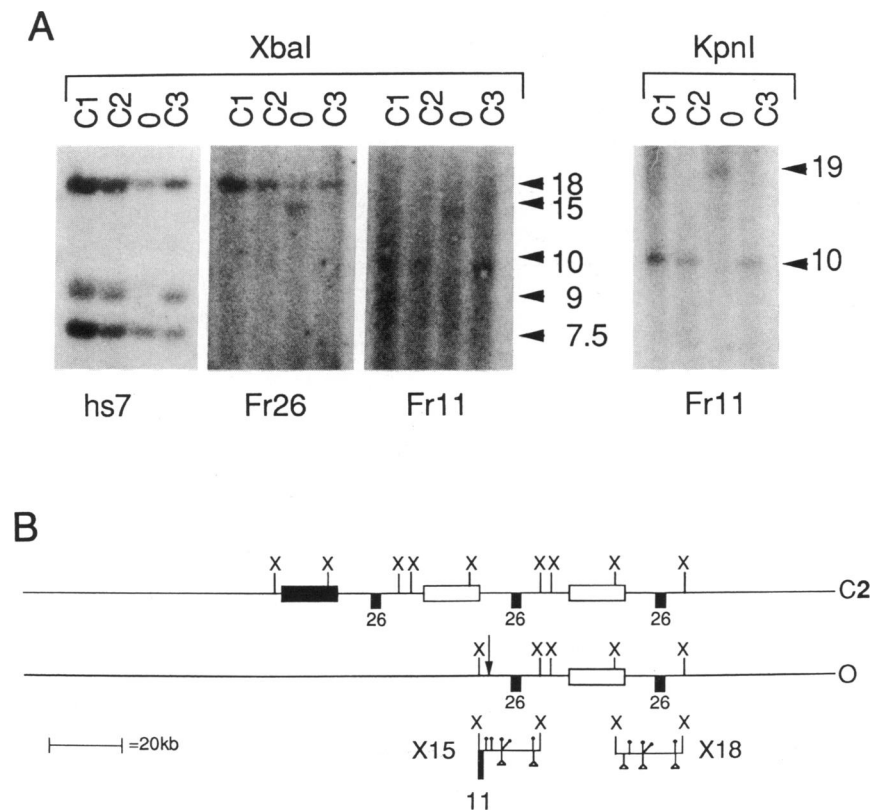 A
XbaI
KpnI
C1 C2 O C3
C1 C2 O C3
C1 C2 O C3
C1 C2 O C3
18
15
10
9
7.5
19
10
hs7
Fr26
Fr11
Fr11
B
X X X X X X X X
C2
26 26 26
X X X X X
O
26 26
X X X X
=20kb
X15
X18
11